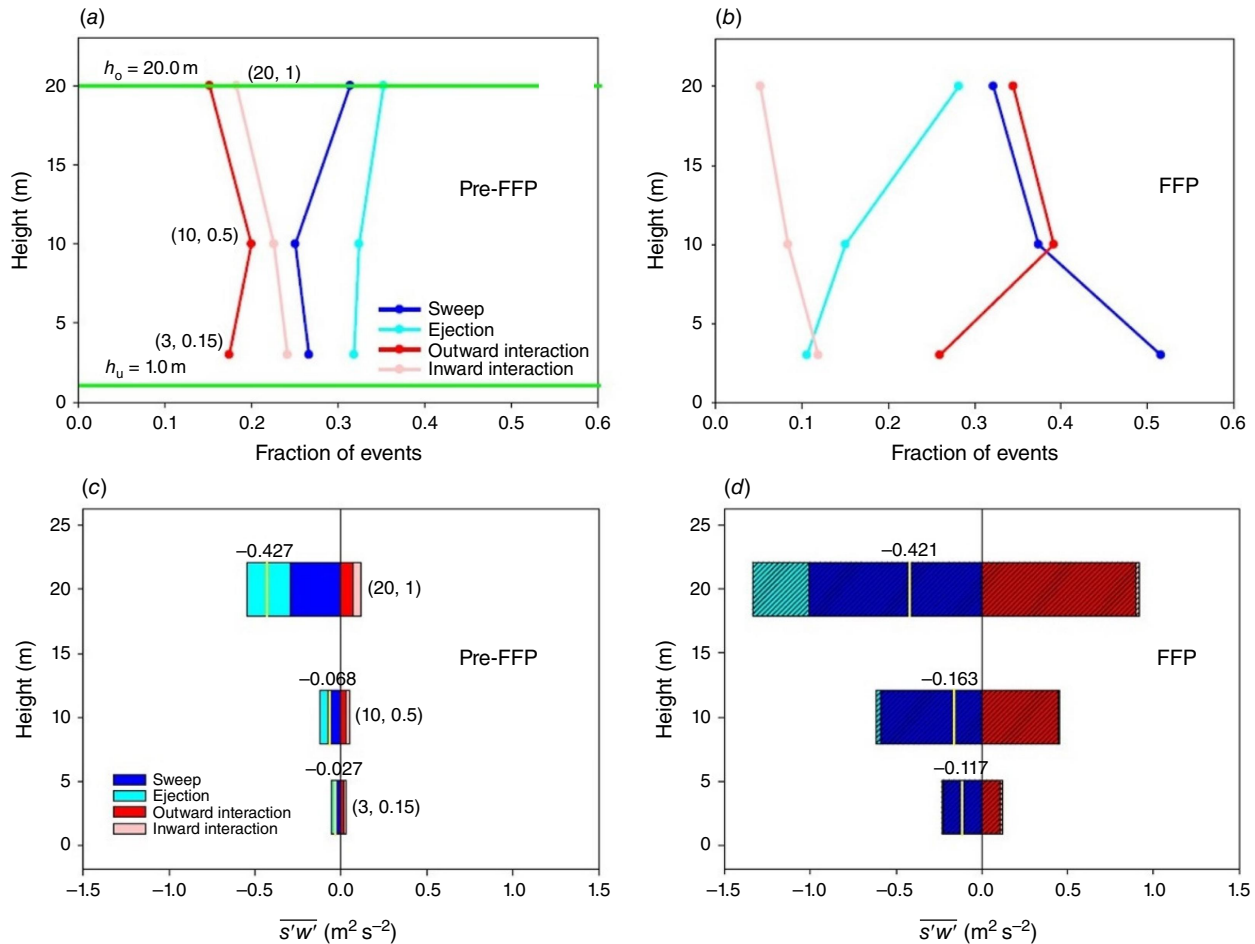 (a)
(b)
h_o = 20.0 m
(20, 1)
20
15
10
5
0
Height (m)
Pre-FFP
(10, 0.5)
(3, 0.15)
h_u = 1.0 m
Sweep
Ejection
Outward interaction
Inward interaction
0.0 0.1 0.2 0.3 0.4 0.5 0.6
Fraction of events
20
15
10
5
0
Height (m)
FFP
0.0 0.1 0.2 0.3 0.4 0.5 0.6
Fraction of events
(c)
(d)
25
20
15
10
5
0
Height (m)
–0.427
(20, 1)
Pre-FFP
–0.068
(10, 0.5)
–0.027
(3, 0.15)
Sweep
Ejection
Outward interaction
Inward interaction
–1.5 –1.0 –0.5 0.0 0.5 1.0 1.5
s′w′ (m² s⁻²)
25
20
15
10
5
0
Height (m)
–0.421
FFP
–0.163
–0.117
–1.5 –1.0 –0.5 0.0 0.5 1.0 1.5
s′w′ (m² s⁻²)